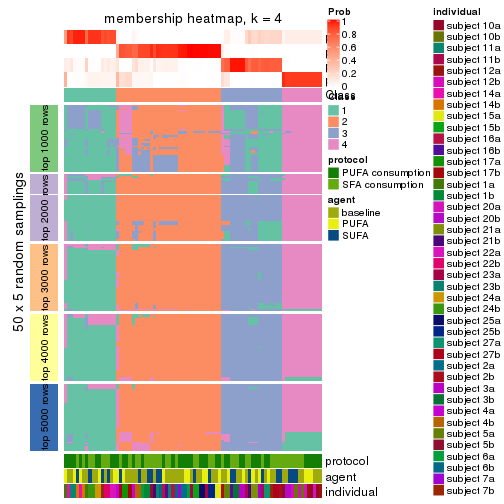 membership heatmap, k = 4
50 x 5 random samplings
top 1000 rows
top 2000 rows
top 3000 rows
top 4000 rows
top 5000 rows
protocol
agent
individual
Prob
1
0.8
0.6
0.4
0.2
0
Class
1
2
3
4
protocol
PUFA consumption
SFA consumption
agent
baseline
PUFA
SUFA
individual
subject 10a
subject 10b
subject 11a
subject 11b
subject 12a
subject 12b
subject 14a
subject 14b
subject 15a
subject 15b
subject 16a
subject 16b
subject 17a
subject 17b
subject 1a
subject 1b
subject 20a
subject 20b
subject 21a
subject 21b
subject 22a
subject 22b
subject 23a
subject 23b
subject 24a
subject 24b
subject 25a
subject 25b
subject 27a
subject 27b
subject 2a
subject 2b
subject 3a
subject 3b
subject 4a
subject 4b
subject 5a
subject 5b
subject 6a
subject 6b
subject 7a
subject 7b